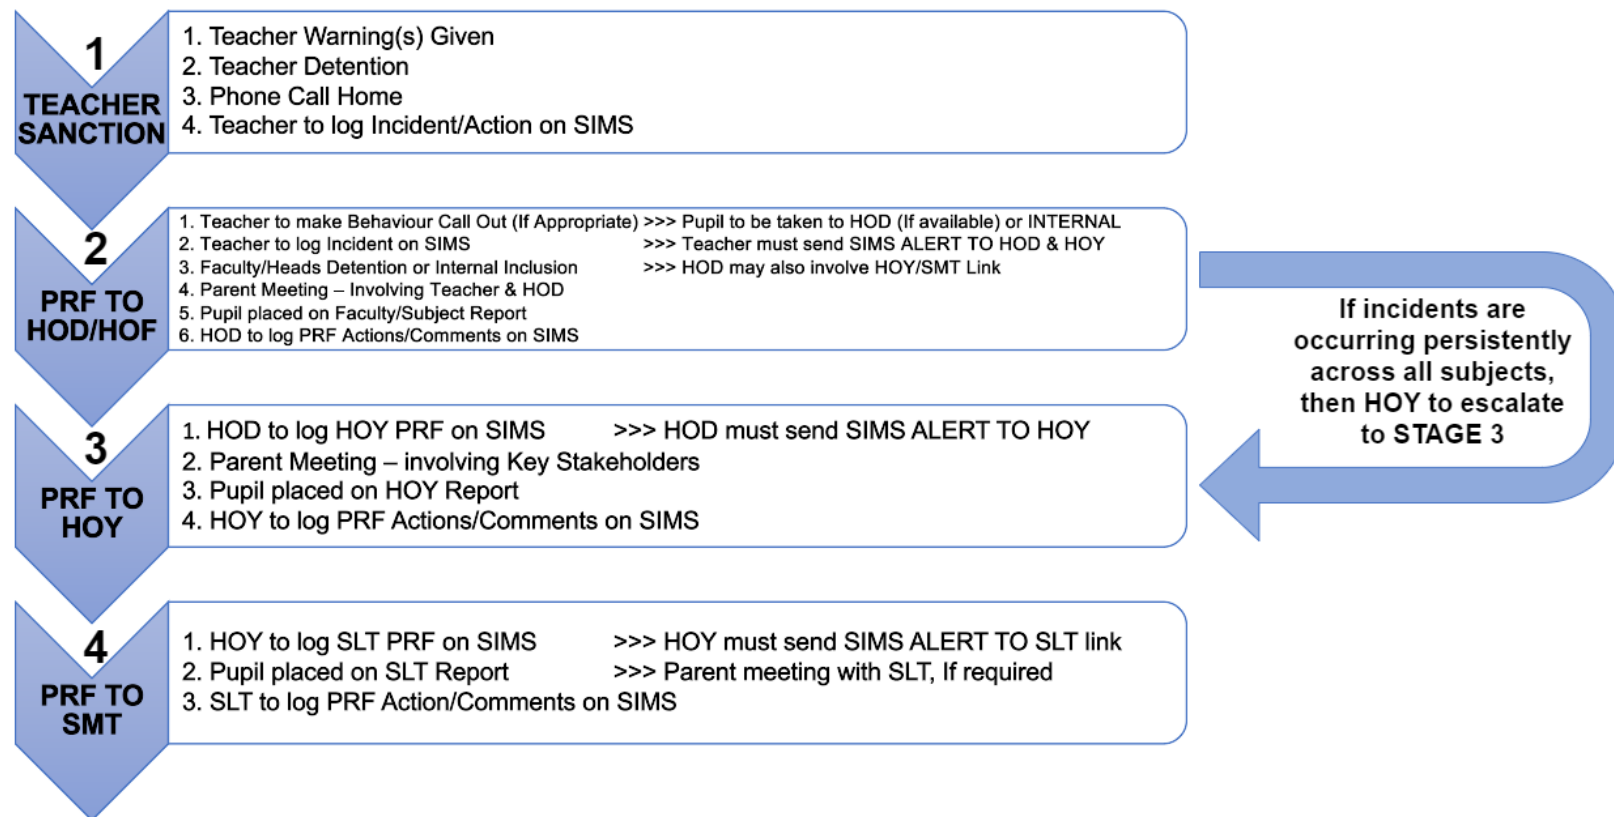 1
TEACHER
SANCTION
1. Teacher Warning(s) Given
2. Teacher Detention
3. Phone Call Home
4. Teacher to log Incident/Action on SIMS
2
PRF TO
HOD/HOF
1. Teacher to make Behaviour Call Out (If Appropriate) >>> Pupil to be taken to HOD (If available) or INTERNAL
2. Teacher to log Incident on SIMS >>> Teacher must send SIMS ALERT TO HOD & HOY
3. Faculty/Heads Detention or Internal Inclusion >>> HOD may also involve HOY/SMT Link
4. Parent Meeting – Involving Teacher & HOD
5. Pupil placed on Faculty/Subject Report
6. HOD to log PRF Actions/Comments on SIMS
If incidents are
occurring persistently
across all subjects,
then HOY to escalate
to STAGE 3
3
PRF TO
HOY
1. HOD to log HOY PRF on SIMS >>> HOD must send SIMS ALERT TO HOY
2. Parent Meeting – involving Key Stakeholders
3. Pupil placed on HOY Report
4. HOY to log PRF Actions/Comments on SIMS
4
PRF TO
SMT
1. HOY to log SLT PRF on SIMS >>> HOY must send SIMS ALERT TO SLT link
2. Pupil placed on SLT Report >>> Parent meeting with SLT, If required
3. SLT to log PRF Action/Comments on SIMS